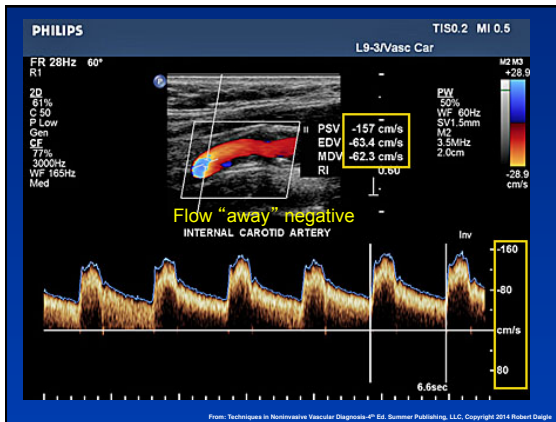 PHILIPS
TIS0.2 MI 0.5
L9-3/Vasc Car
FR 28Hz 60°
R1
M2 M3
+28.9
2D
61%
C 50
P Low
Gen
CF
77%
3000Hz
WF 165Hz
Med
P
PSV -157 cm/s
EDV -63.4 cm/s
MDV -62.3 cm/s
RI 0.60
PW
50%
WF 60Hz
SV1.5mm
M2
3.5MHz
2.0cm
-28.9
cm/s
Flow “away” negative
INTERNAL CAROTID ARTERY
Inv
-160
-80
cm/s
80
6.6sec
From: Techniques in Noninvasive Vascular Diagnosis-4th Ed. Summer Publishing, LLC, Copyright 2014 Robert Daigle